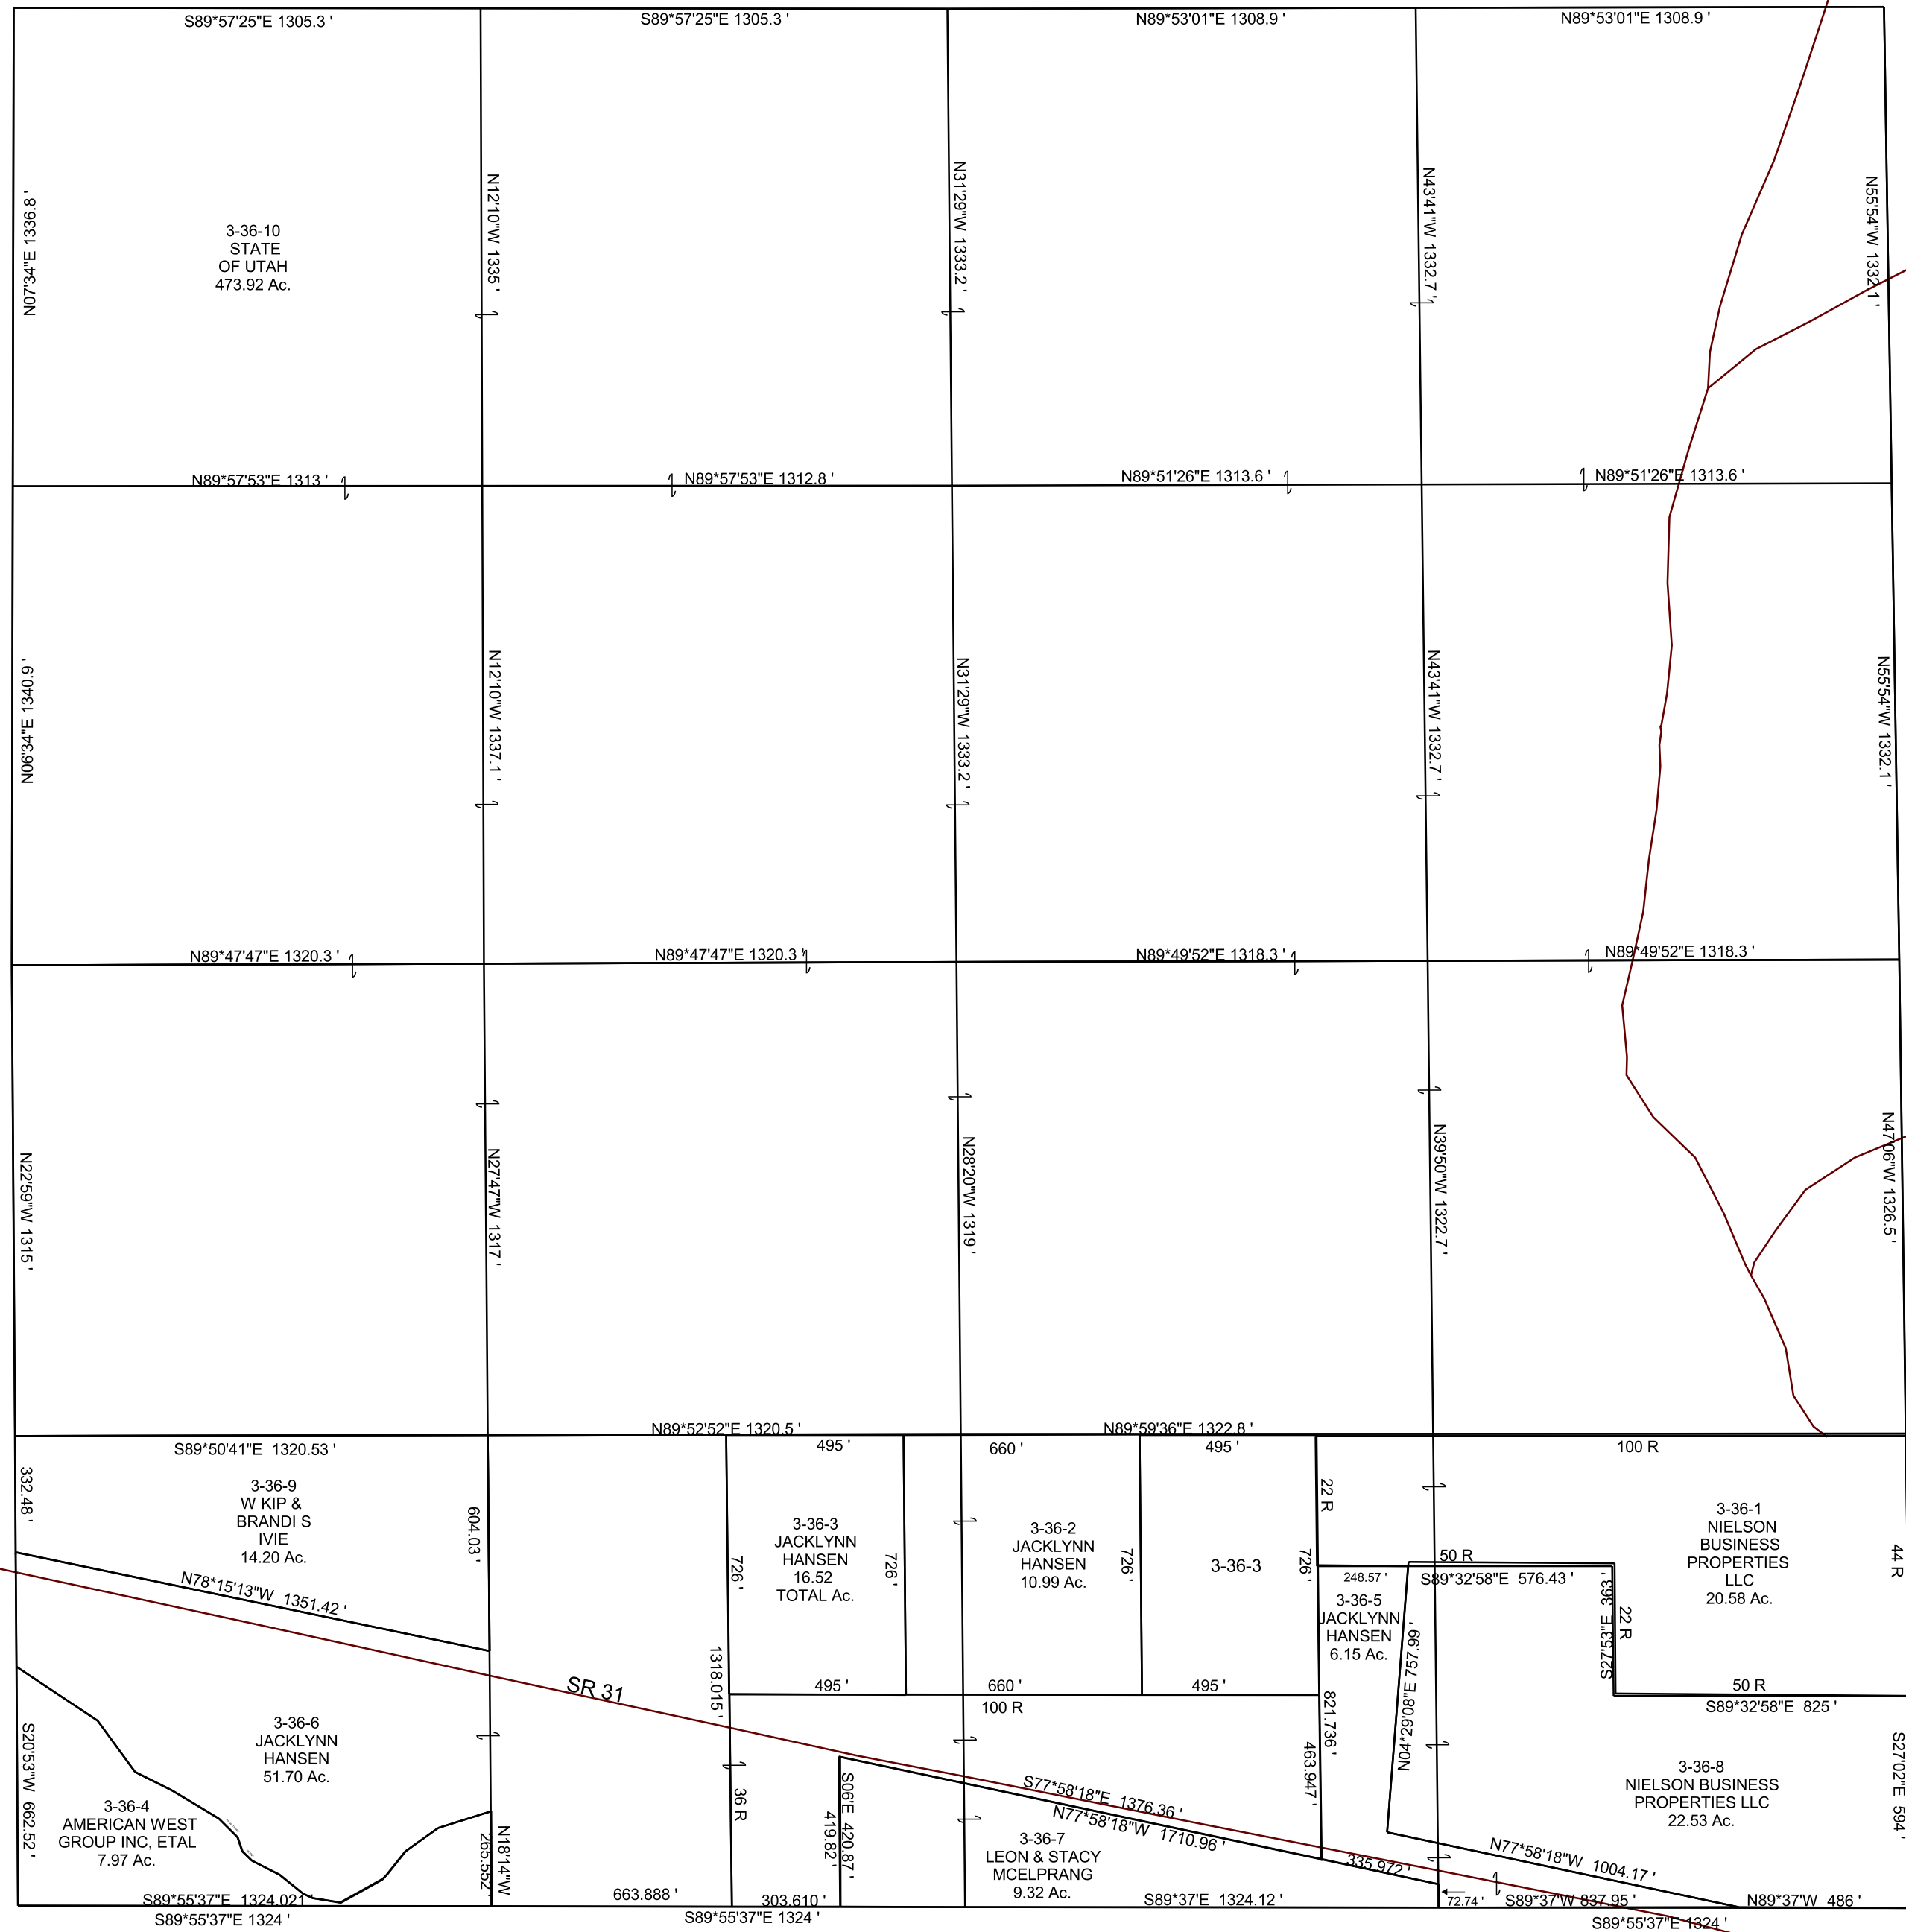 S89*57'25"E 1305.3 '
S89*57'25"E 1305.3 '
N89*53'01"E 1308.9 '
N89*53'01"E 1308.9 '
N07'34"E 1336.8 '
3-36-10
STATE
OF UTAH
473.92 Ac.
N12'10"W 1335 '
N31'29"W 1333.2 '
N43'41"W 1332.7 '
N55'54"W 1332.1 '
N89*57'53"E 1313 '
N89*57'53"E 1312.8 '
N89*51'26"E 1313.6 '
N89*51'26"E 1313.6 '
N06'34"E 1340.9 '
N12'10"W 1337.1 '
N31'29"W 1333.2 '
N43'41"W 1332.7 '
N55'54"W 1332.1 '
N89*47'47"E 1320.3 '
N89*47'47"E 1320.3 '
N89*49'52"E 1318.3 '
N89*49'52"E 1318.3 '
N22'59"W 1315 '
N27'47"W 1317 '
N28'20"W 1319 '
N39'50"W 1322.7 '
N47'06"W 1326.5 '
N89*52'52"E 1320.5 '
N89*59'36"E 1322.8 '
S89*50'41"E 1320.53 '
495 '
660 '
495 '
100 R
332.48 '
3-36-9
W KIP &
BRANDI S
IVIE
14.20 Ac.
604.03 '
N78*15'13"W 1351.42 '
726 '
3-36-3
JACKLYNN
HANSEN
16.52
TOTAL Ac.
726 '
3-36-2
JACKLYNN
HANSEN
10.99 Ac.
726 '
3-36-3
726 '
22 R
50 R
248.57 '
S89*32'58"E 576.43 '
3-36-5
JACKLYNN
HANSEN
6.15 Ac.
N04*29'08"E 757.99 '
S27'53"E 363 '
22 R
3-36-1
NIELSON
BUSINESS
PROPERTIES
LLC
20.58 Ac.
44 R
50 R
S89*32'58"E 825 '
SR 31
1318.015 '
495 '
660 '
495 '
100 R
821.736 '
463.947 '
S20'53"W 662.52 '
3-36-6
JACKLYNN
HANSEN
51.70 Ac.
3-36-4
AMERICAN WEST
GROUP INC, ETAL
7.97 Ac.
N18'14"W
265.552 '
36 R
S06'E 420.87 '
419.82 '
S77*58'18"E 1376.36 '
N77*58'18"W 1710.96 '
3-36-7
LEON & STACY
MCELPRANG
9.32 Ac.
335.972 '
3-36-8
NIELSON BUSINESS
PROPERTIES LLC
22.53 Ac.
S27'02"E 594 '
N77*58'18"W 1004.17 '
S89*55'37"E 1324.021 '
663.888 '
303.610 '
S89*37'E 1324.12 '
72.74 '
S89*37'W 837.95 '
N89*37'W 486 '
S89*55'37"E 1324 '
S89*55'37"E 1324 '
S89*55'37"E 1324 '